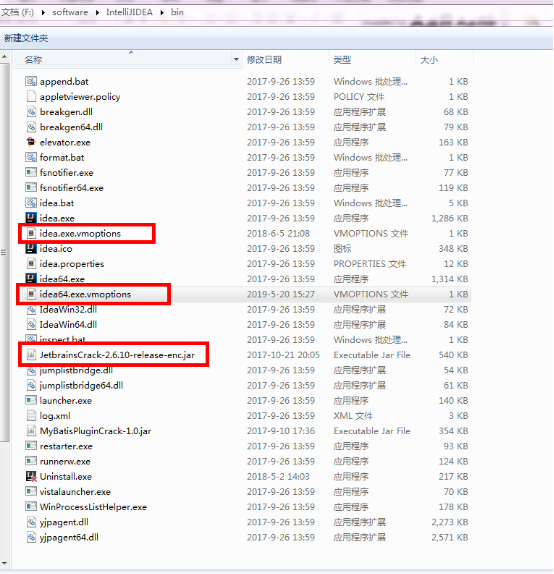 文档 (F:) ▸ software ▸ IntelliJIDEA ▸ bin
新建文件夹
名称 修改日期 类型 大小
append.bat 2017-9-26 13:59 Windows 批处理... 1 KB
appletviewer.policy 2017-9-26 13:59 POLICY 文件 1 KB
breakgen.dll 2017-9-26 13:59 应用程序扩展 68 KB
breakgen64.dll 2017-9-26 13:59 应用程序扩展 79 KB
elevator.exe 2017-9-26 13:59 应用程序 163 KB
format.bat 2017-9-26 13:59 Windows 批处理... 1 KB
fsnotifier.exe 2017-9-26 13:59 应用程序 77 KB
fsnotifier64.exe 2017-9-26 13:59 应用程序 119 KB
idea.bat 2017-9-26 13:59 Windows 批处理... 5 KB
idea.exe 2017-9-26 13:59 应用程序 1,286 KB
idea.exe.vmoptions 2018-6-5 21:08 VMOPTIONS 文件 1 KB
idea.ico 2017-9-26 13:59 图标 348 KB
idea.properties 2017-9-26 13:59 PROPERTIES 文件 12 KB
idea64.exe 2017-9-26 13:59 应用程序 1,314 KB
idea64.exe.vmoptions 2019-5-20 15:27 VMOPTIONS 文件 1 KB
IdeaWin32.dll 2017-9-26 13:59 应用程序扩展 72 KB
IdeaWin64.dll 2017-9-26 13:59 应用程序扩展 84 KB
inspect.bat 2017-9-26 13:59 Windows 批处理... 1 KB
JetbrainsCrack-2.6.10-release-enc.jar 2017-10-21 20:05 Executable Jar File 540 KB
jumplistbridge.dll 2017-9-26 13:59 应用程序扩展 54 KB
jumplistbridge64.dll 2017-9-26 13:59 应用程序扩展 61 KB
launcher.exe 2017-9-26 13:59 应用程序 140 KB
log.xml 2017-9-26 13:59 XML 文件 3 KB
MyBatisPluginCrack-1.0.jar 2017-9-10 17:36 Executable Jar File 354 KB
restarter.exe 2017-9-26 13:59 应用程序 93 KB
runnerw.exe 2017-9-26 13:59 应用程序 124 KB
Uninstall.exe 2018-5-2 14:03 应用程序 217 KB
vistalauncher.exe 2017-9-26 13:59 应用程序 70 KB
WinProcessListHelper.exe 2017-9-26 13:59 应用程序 178 KB
yjpagent.dll 2017-9-26 13:59 应用程序扩展 2,273 KB
yjpagent64.dll 2017-9-26 13:59 应用程序扩展 2,571 KB